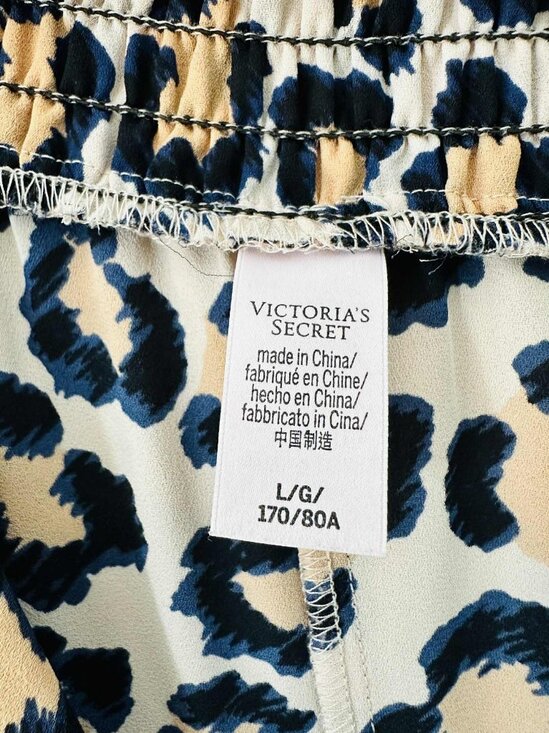 VICTORIA'S
SECRET
made in China/
fabriqué en Chine/
hecho en China/
fabbricato in Cina/
中国制造
L/G/
170/80A